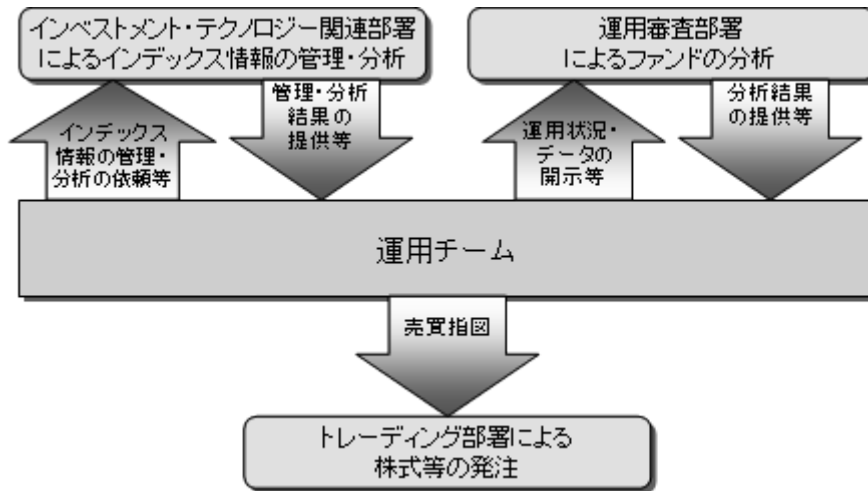 インベストメント・テクノロジー関連部署
によるインデックス情報の管理・分析
運用審査部署
によるファンドの分析
インデックス
情報の管理・
分析の依頼等
管理・分析
結果の
提供等
運用状況・
データの
開示等
分析結果
の提供等
運用チーム
売買指図
トレーディング部署による
株式等の発注